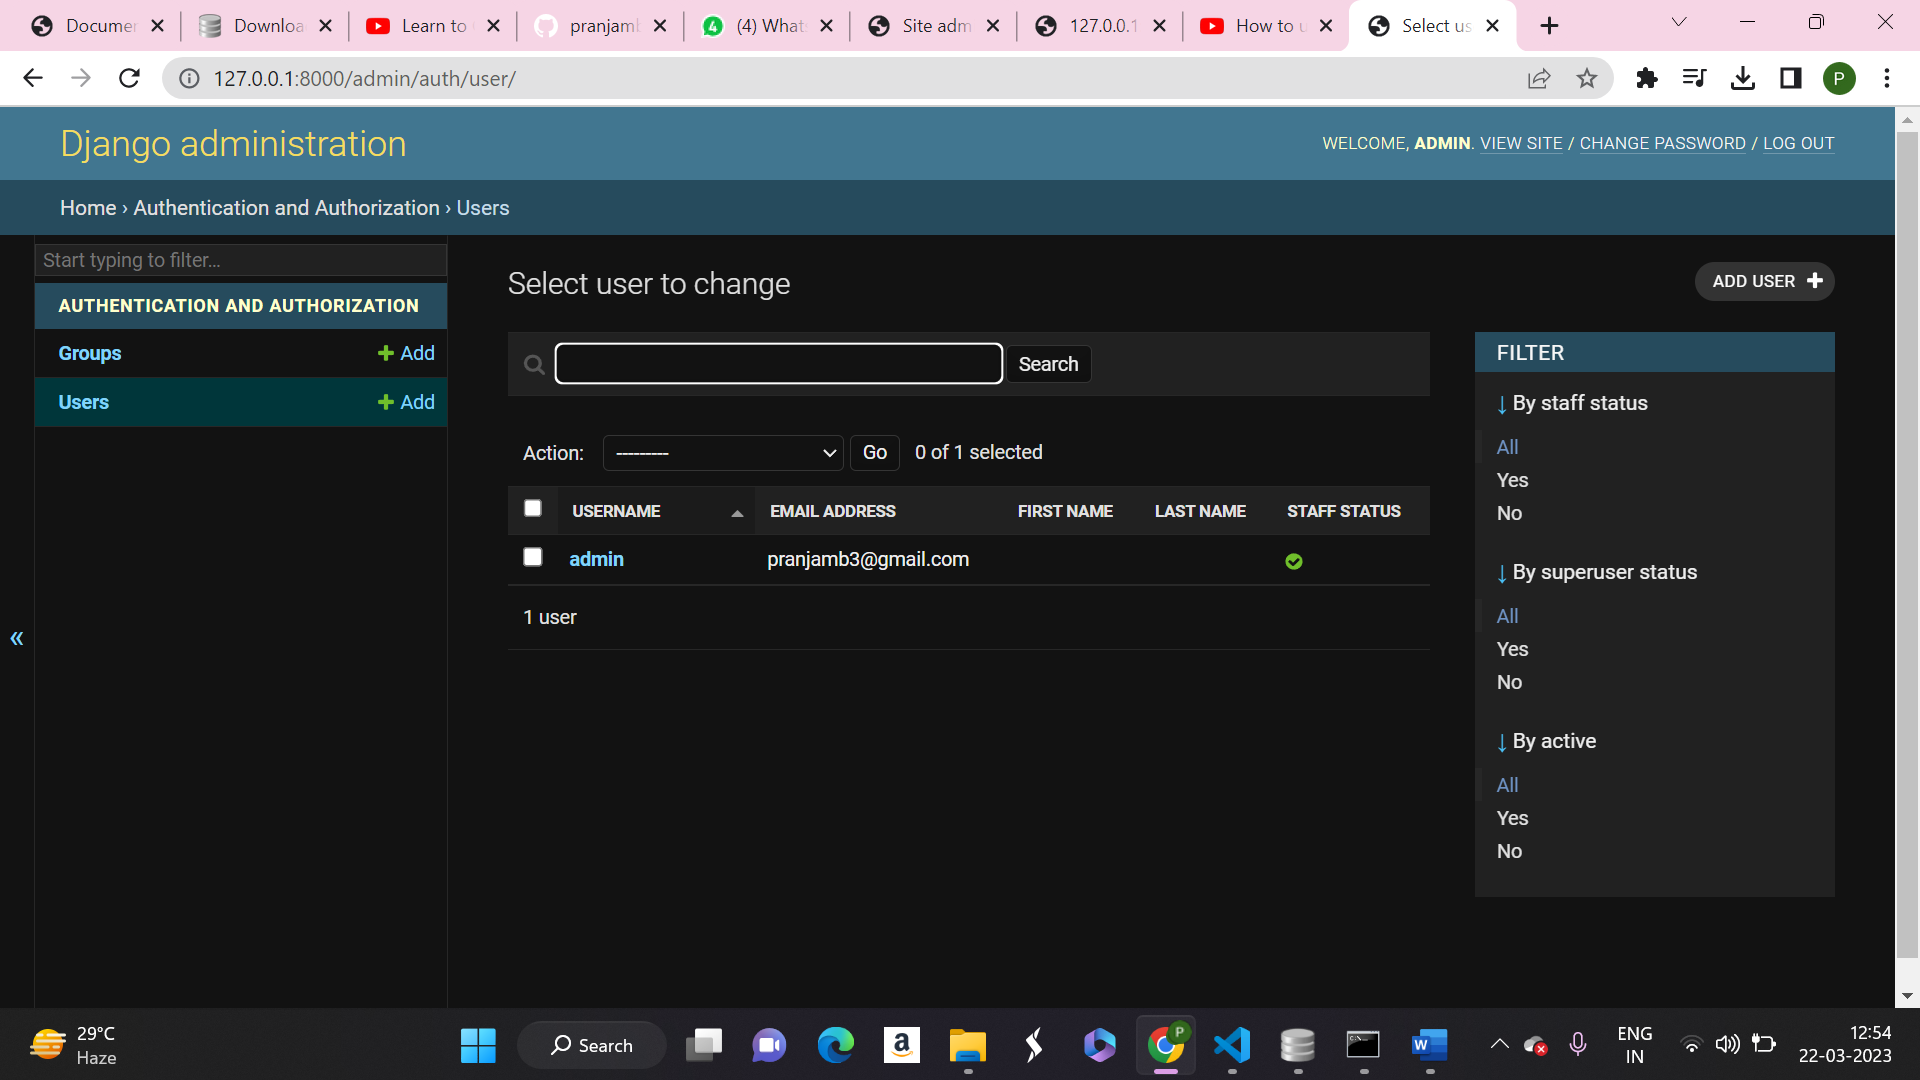 Documen
Downloa
Learn to
pranjamb
(4) Whats
Site adm
127.0.0.1
How to u
Select us
127.0.0.1:8000/admin/auth/user/
P
Django administration
WELCOME, ADMIN. VIEW SITE / CHANGE PASSWORD / LOG OUT
Home › Authentication and Authorization › Users
Start typing to filter...
AUTHENTICATION AND AUTHORIZATION
Groups + Add
Users + Add
«
Select user to change
ADD USER +
Search
Action: --------- Go 0 of 1 selected
USERNAME EMAIL ADDRESS FIRST NAME LAST NAME STAFF STATUS
admin pranjamb3@gmail.com
1 user
FILTER
↓ By staff status
All
Yes
No
↓ By superuser status
All
Yes
No
↓ By active
All
Yes
No
29°C
Haze
Search
ENG
IN
12:54
22-03-2023